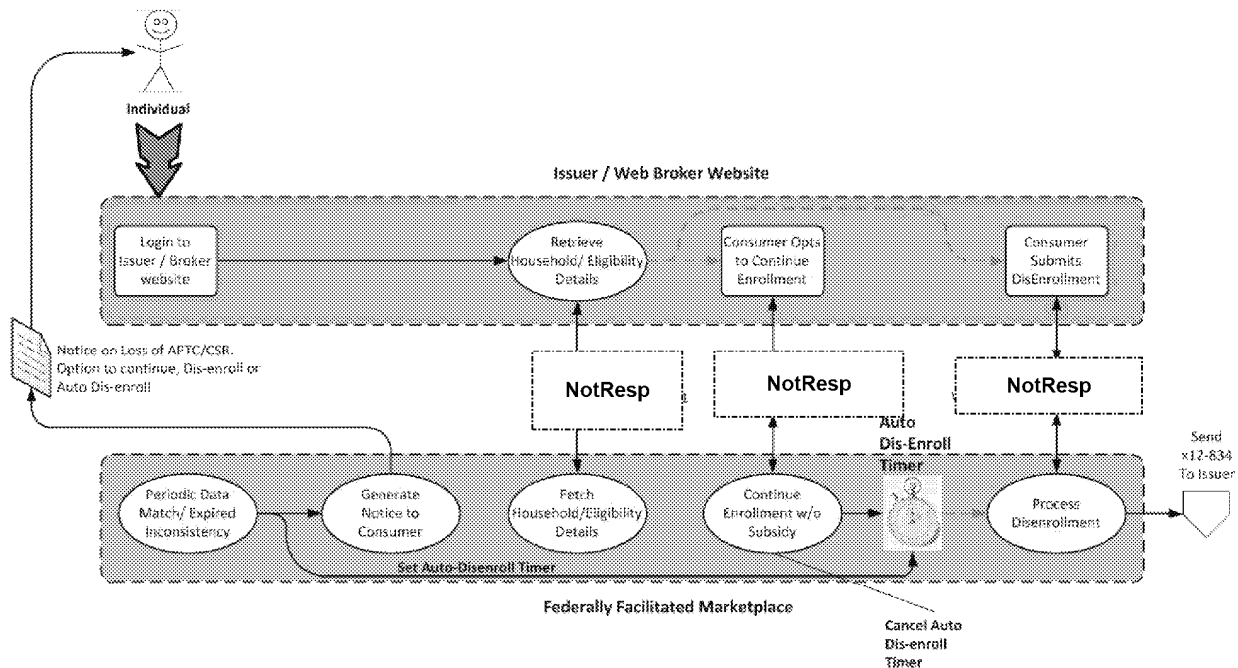 Individual
Issuer / Web Broker Website
Login to
Issuer / Broker
website
Retrieve
Household/ Eligibility
Details
Consumer Opts
to Continue
Enrollment
Consumer
Submits
DisEnrollment
Notice on Loss of APTC/CSR.
Option to continue, Dis-enroll or
Auto Dis-enroll
NotResp
NotResp
NotResp
Auto
Dis-Enroll
Timer
Send
x12-834
To Issuer
Periodic Data
Match/ Expired
Inconsistency
Generate
Notice to
Consumer
Fetch
Household/Eligibility
Details
Continue
Enrollment w/o
Subsidy
Process
Disenrollment
Set Auto-Disenroll Timer
Federally Facilitated Marketplace
Cancel Auto
Dis-enroll
Timer